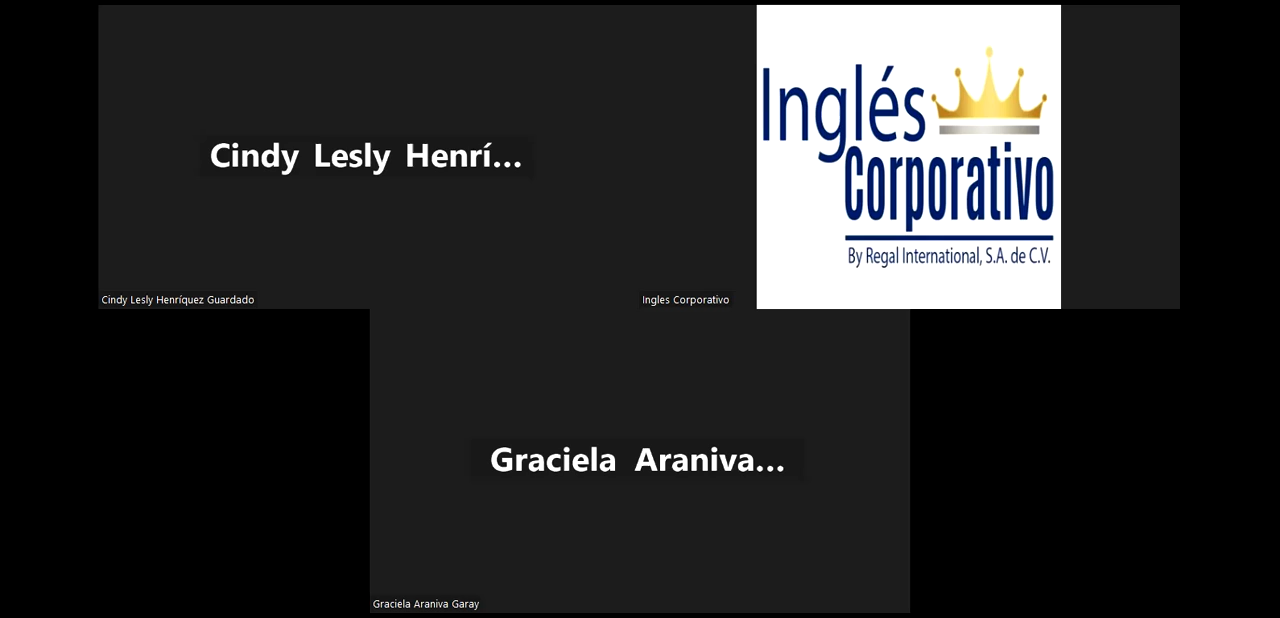 Cindy Lesly Henrí...
Cindy Lesly Henríquez Guardado
Inglés
Corporativo
By Regal International, S.A. de C.V.
Ingles Corporativo
Graciela Araniva...
Graciela Araniva Garay